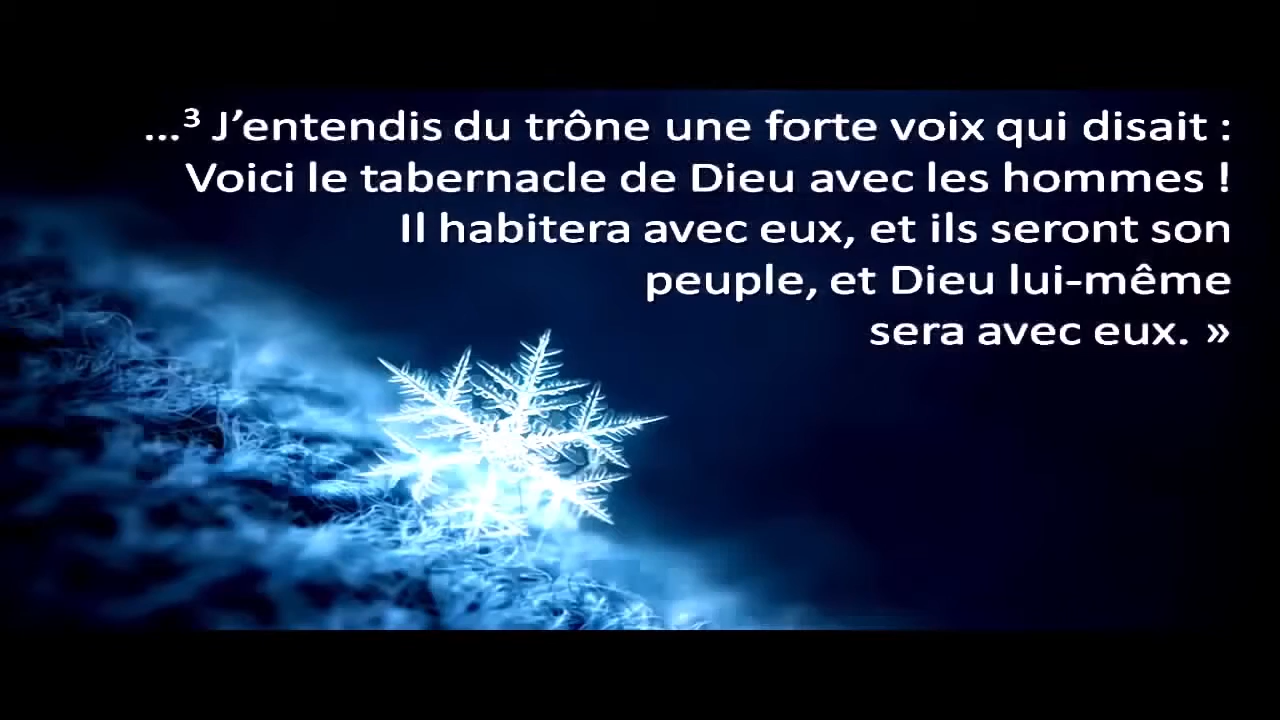 ...³ J’entendis du trône une forte voix qui disait :
Voici le tabernacle de Dieu avec les hommes !
Il habitera avec eux, et ils seront son
peuple, et Dieu lui-même
sera avec eux. »